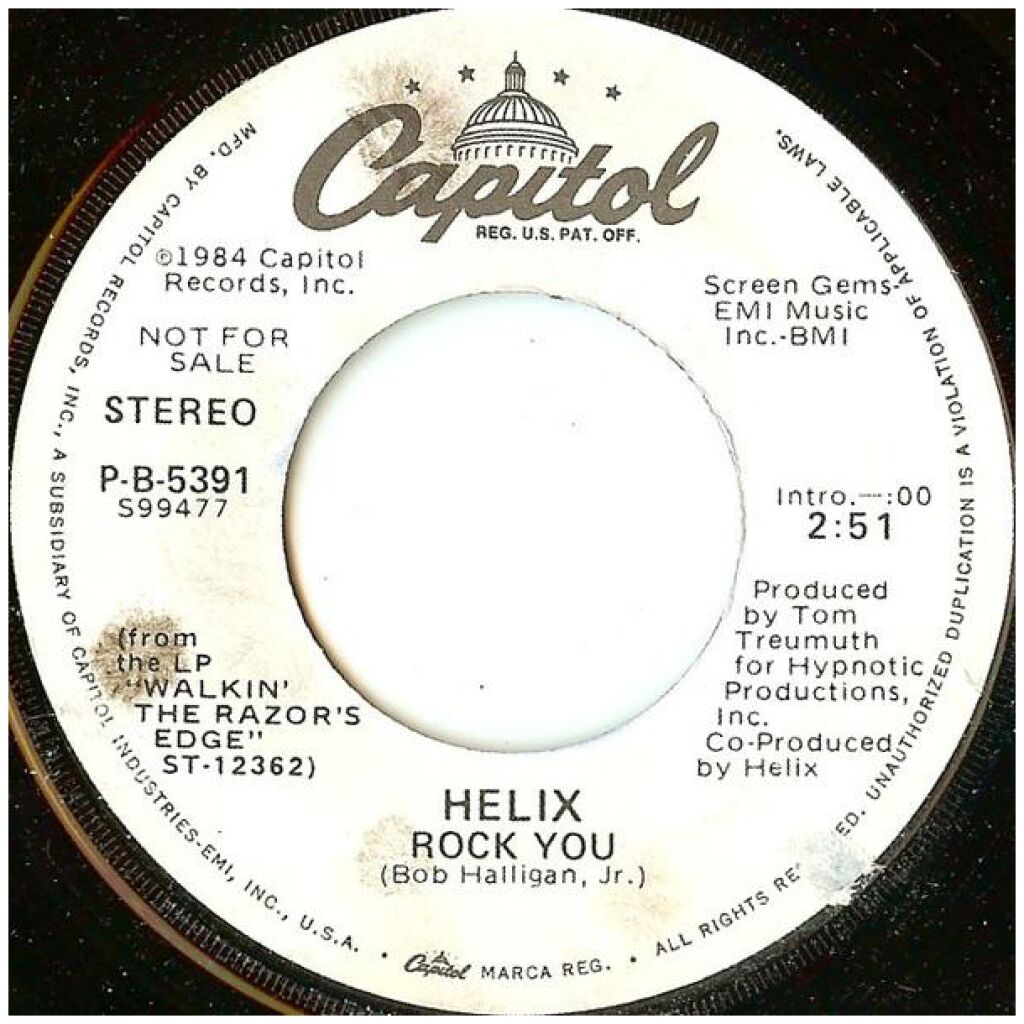 Capitol
REG. U.S. PAT. OFF.
℗1984 Capitol
Records, Inc.
NOT FOR
SALE
STEREO
P-B-5391
S99477
(from
the LP
"WALKIN'
THE RAZOR'S
EDGE"
ST-12362)
Screen Gems-
EMI Music
Inc.-BMI
Intro.—:00
2:51
Produced
by Tom
Treumuth
for Hypnotic
Productions,
Inc.
Co-Produced
by Helix
HELIX
ROCK YOU
(Bob Halligan, Jr.)
MFD. BY CAPITOL RECORDS, INC., A SUBSIDIARY OF CAPITOL INDUSTRIES-EMI, INC., U.S.A. • Capitol MARCA REG. • ALL RIGHTS RE ED. UNAUTHORIZED DUPLICATION IS A VIOLATION OF APPLICABLE LAWS.